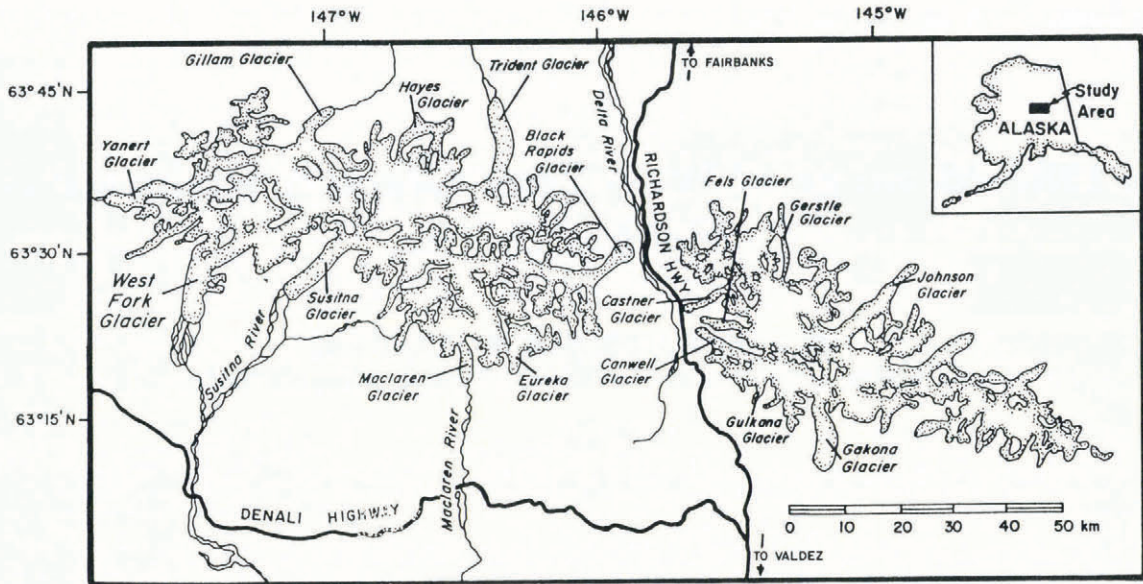 147°W
146°W
145°W
63°45'N
63°30'N
63°15'N
Gillam Glacier
Trident Glacier
Hayes
Glacier
TO FAIRBANKS
Study
Area
ALASKA
Yanert
Glacier
Black
Rapids
Glacier
Delta River
RICHARDSON HWY
Fels Glacier
Gerstle
Glacier
West
Fork
Glacier
Susitna
Glacier
Susitna River
Castner
Glacier
Johnson
Glacier
Canwell
Glacier
Maclaren
Glacier
Eureka
Glacier
Maclaren River
Gulkana
Glacier
Gakona
Glacier
DENALI HIGHWAY
0 10 20 30 40 50 km
TO VALDEZ